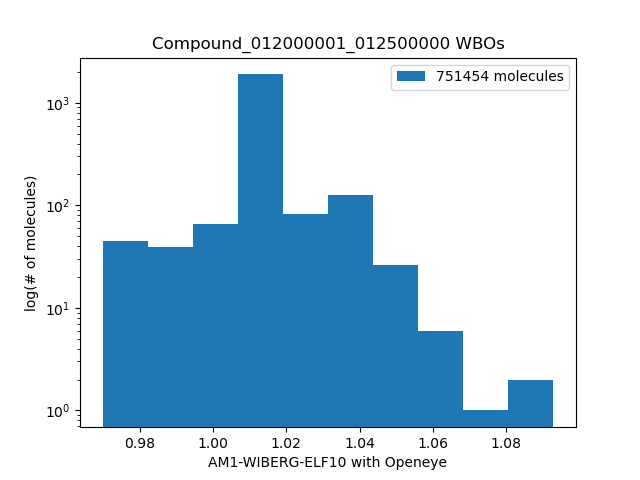 Compound_012000001_012500000 WBOs
751454 molecules
log(# of molecules)
10³
10²
10¹
10⁰
0.98 1.00 1.02 1.04 1.06 1.08
AM1-WIBERG-ELF10 with Openeye